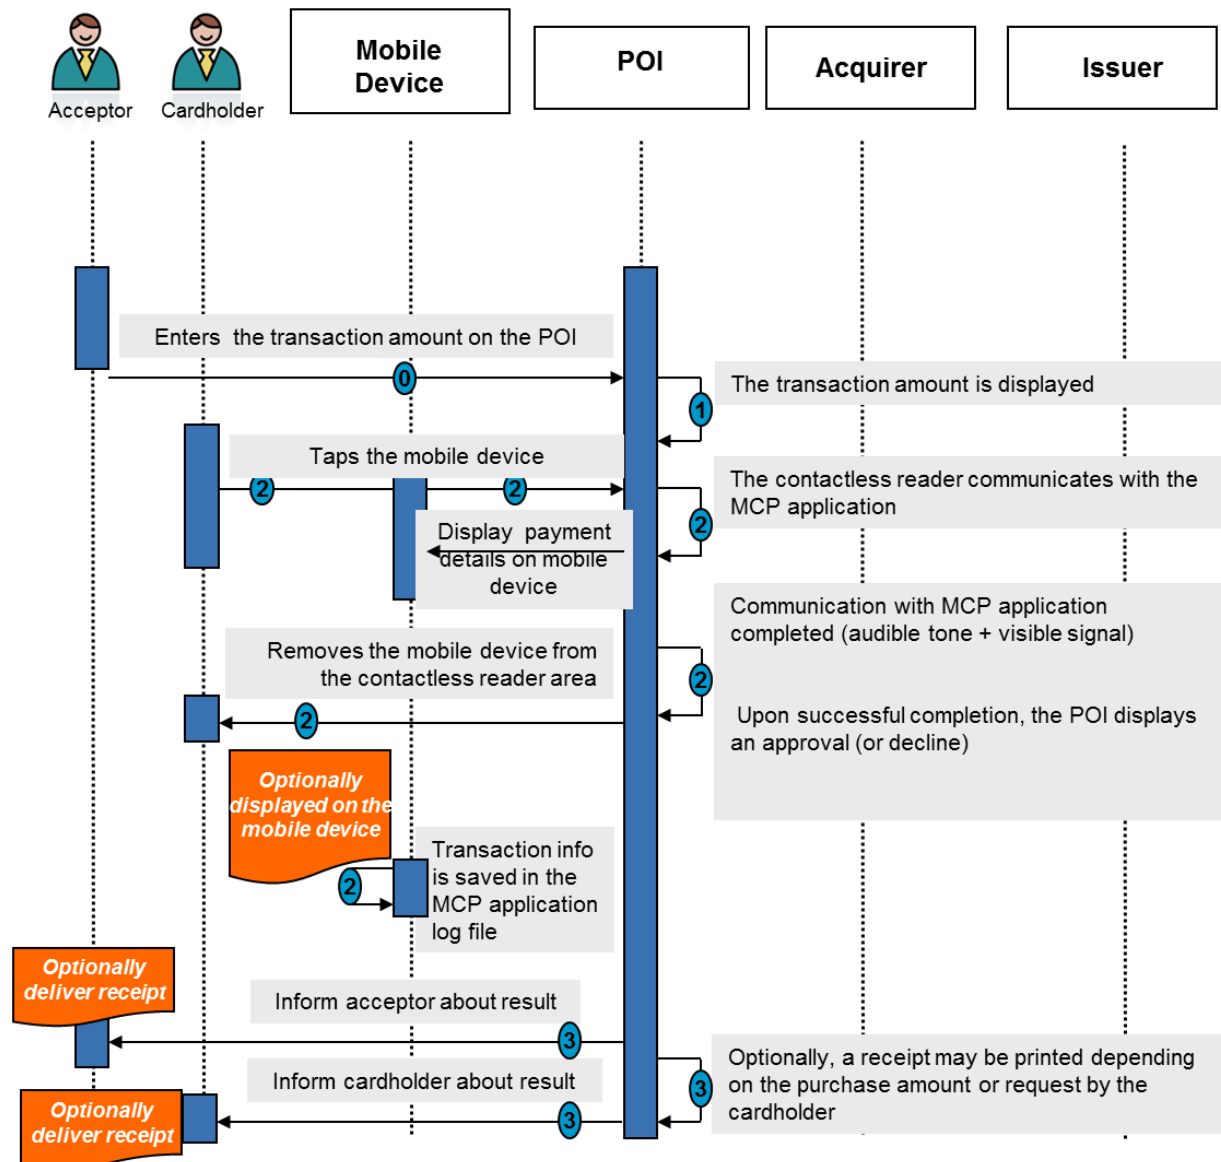 Acceptor
Cardholder
Mobile
Device
POI
Acquirer
Issuer
Enters the transaction amount on the POI
0
The transaction amount is displayed
1
Taps the mobile device
2
2
The contactless reader communicates with the
MCP application
2
Display payment
details on mobile
device
Communication with MCP application
completed (audible tone + visible signal)
Removes the mobile device from
the contactless reader area
2
2
Upon successful completion, the POI displays
an approval (or decline)
Optionally
displayed on the
mobile device
Transaction info
is saved in the
MCP application
log file
2
Optionally
deliver receipt
Inform acceptor about result
3
Optionally, a receipt may be printed depending
on the purchase amount or request by the
cardholder
3
Inform cardholder about result
3
Optionally
deliver receipt